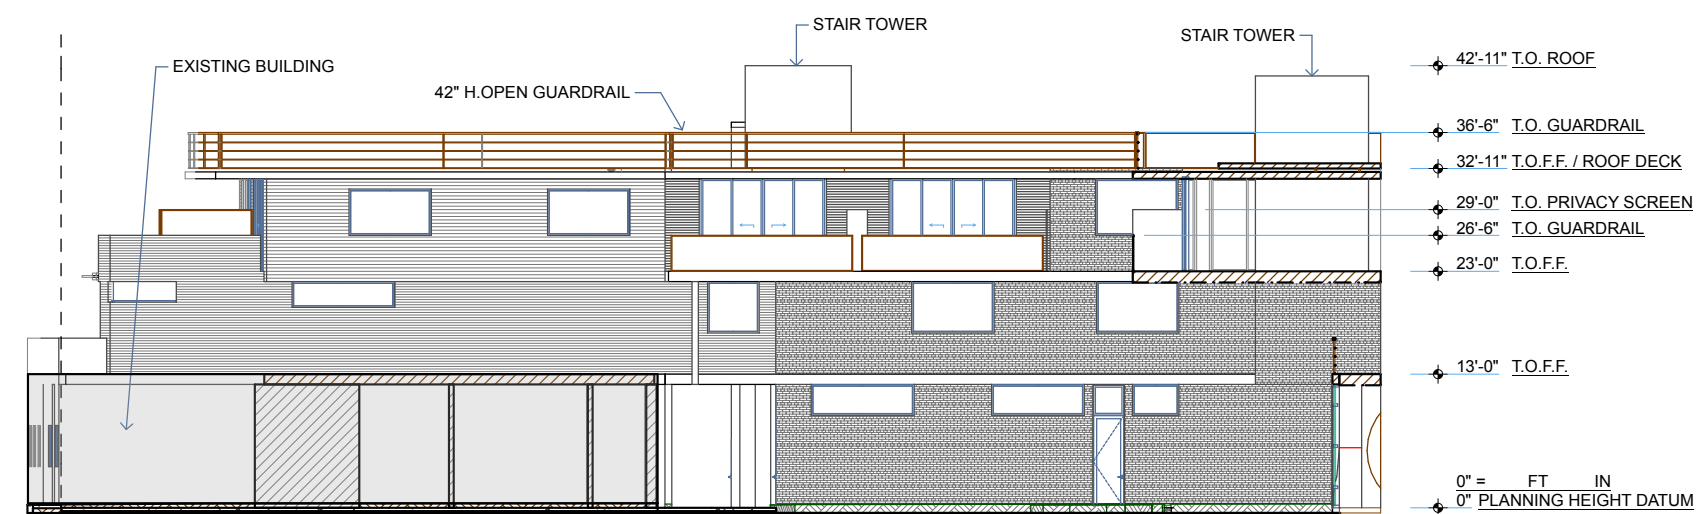 STAIR TOWER
STAIR TOWER
EXISTING BUILDING
42" H.OPEN GUARDRAIL
42'-11" T.O. ROOF
36'-6" T.O. GUARDRAIL
32'-11" T.O.F.F. / ROOF DECK
29'-0" T.O. PRIVACY SCREEN
26'-6" T.O. GUARDRAIL
23'-0" T.O.F.F.
13'-0" T.O.F.F.
0" = FT IN
0" PLANNING HEIGHT DATUM